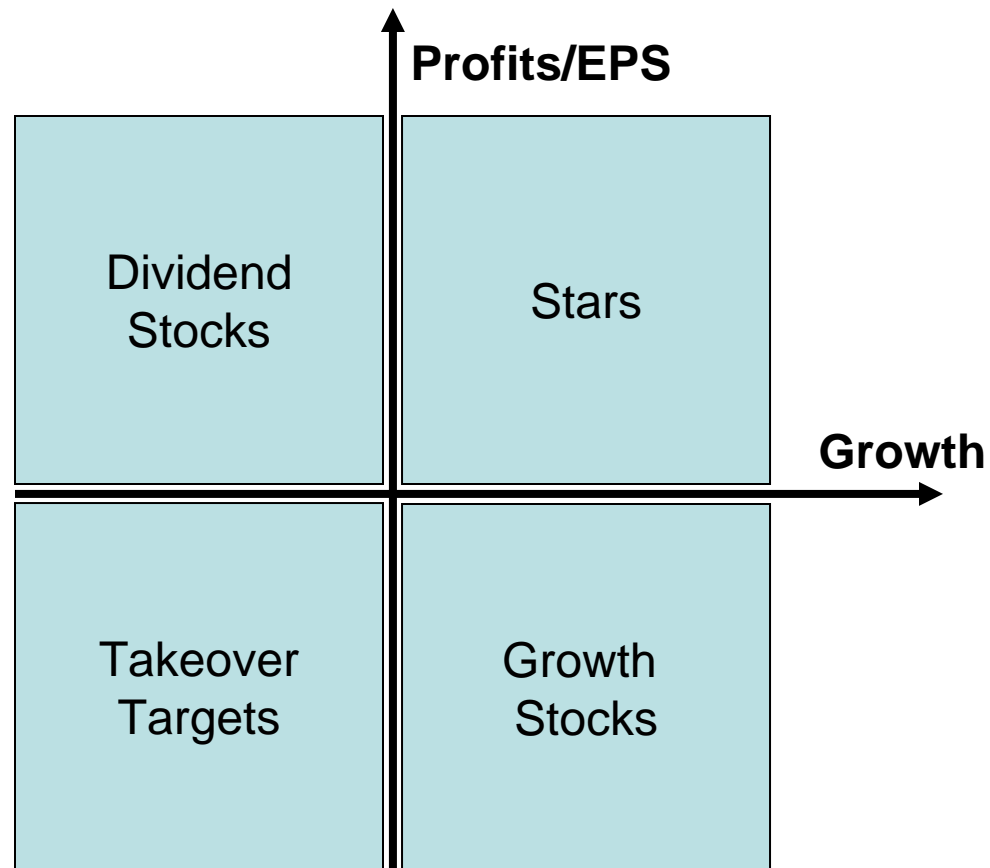 Profits/EPS
Dividend
Stocks
Stars
Growth
Takeover
Targets
Growth
Stocks